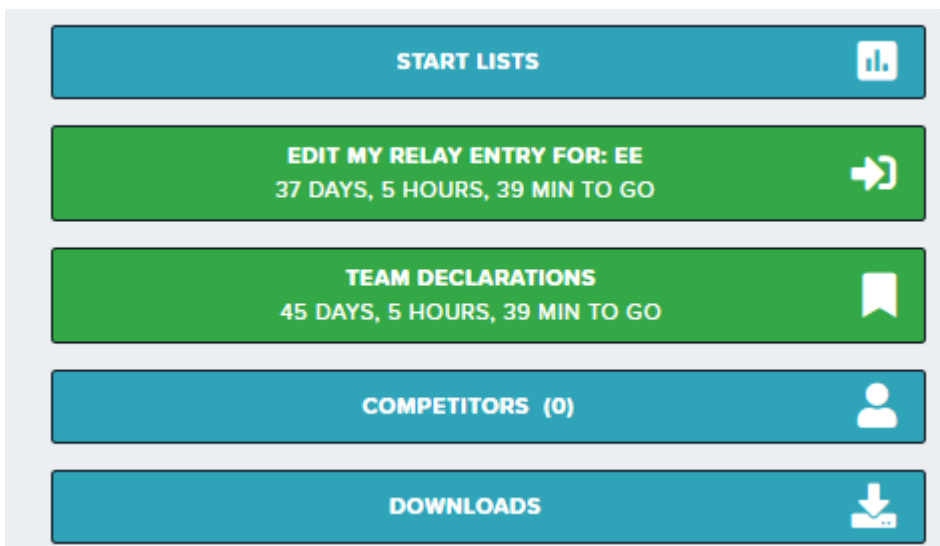 START LISTS
EDIT MY RELAY ENTRY FOR: EE
37 DAYS, 5 HOURS, 39 MIN TO GO
TEAM DECLARATIONS
45 DAYS, 5 HOURS, 39 MIN TO GO
COMPETITORS (0)
DOWNLOADS